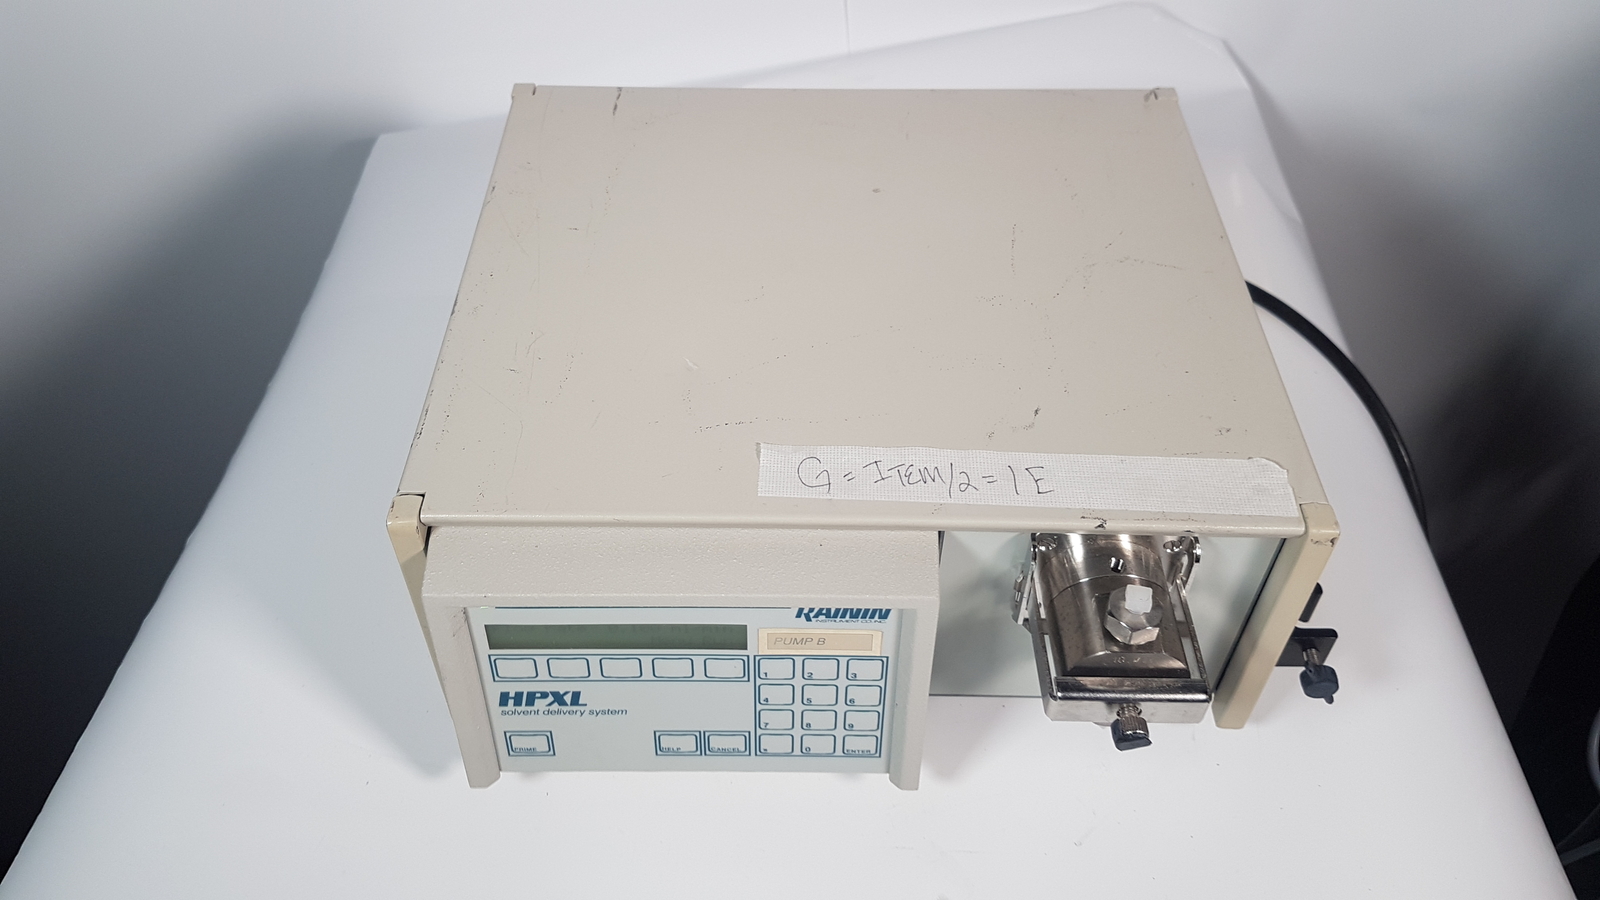 G = ITEM/2 = 1 E
RAININ
INSTRUMENT CO. INC.
PUMP B
HPXL
solvent delivery system
1 2 3
4 5 6
7 8 9
0 ENTER
PRIME HELP CANCEL